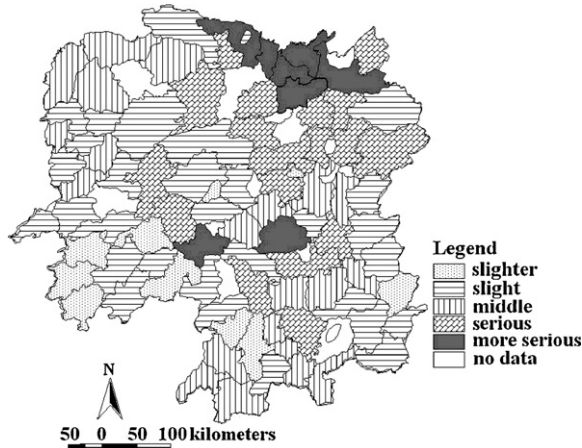 Legend
slighter
slight
middle
serious
more serious
no data
N
50 0 50 100 kilometers